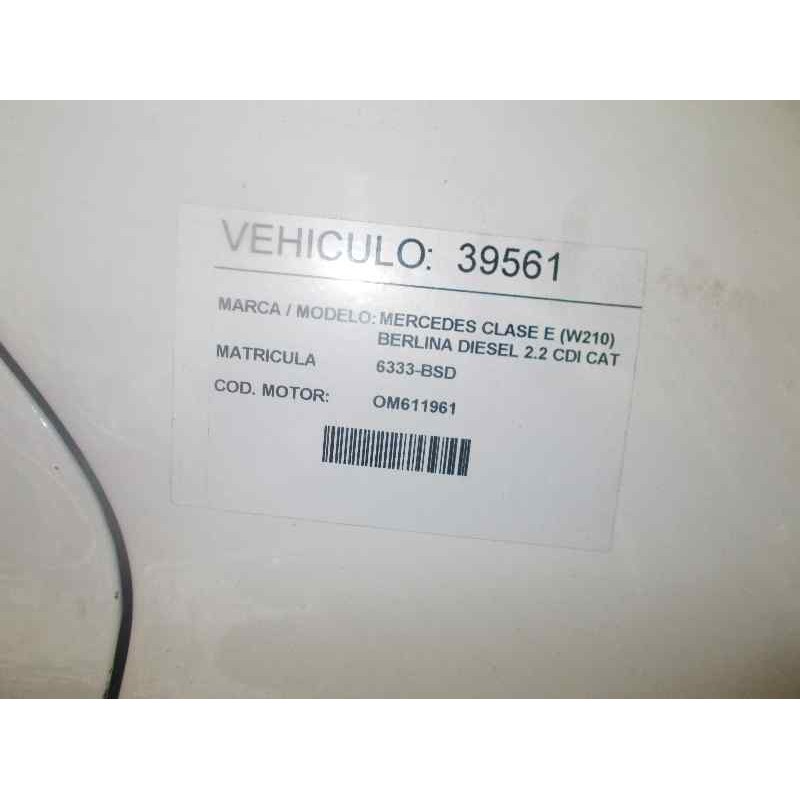 VEHICULO: 39561
MARCA / MODELO: MERCEDES CLASE E (W210)
BERLINA DIESEL 2.2 CDI CAT
MATRICULA 6333-BSD
COD. MOTOR: OM611961